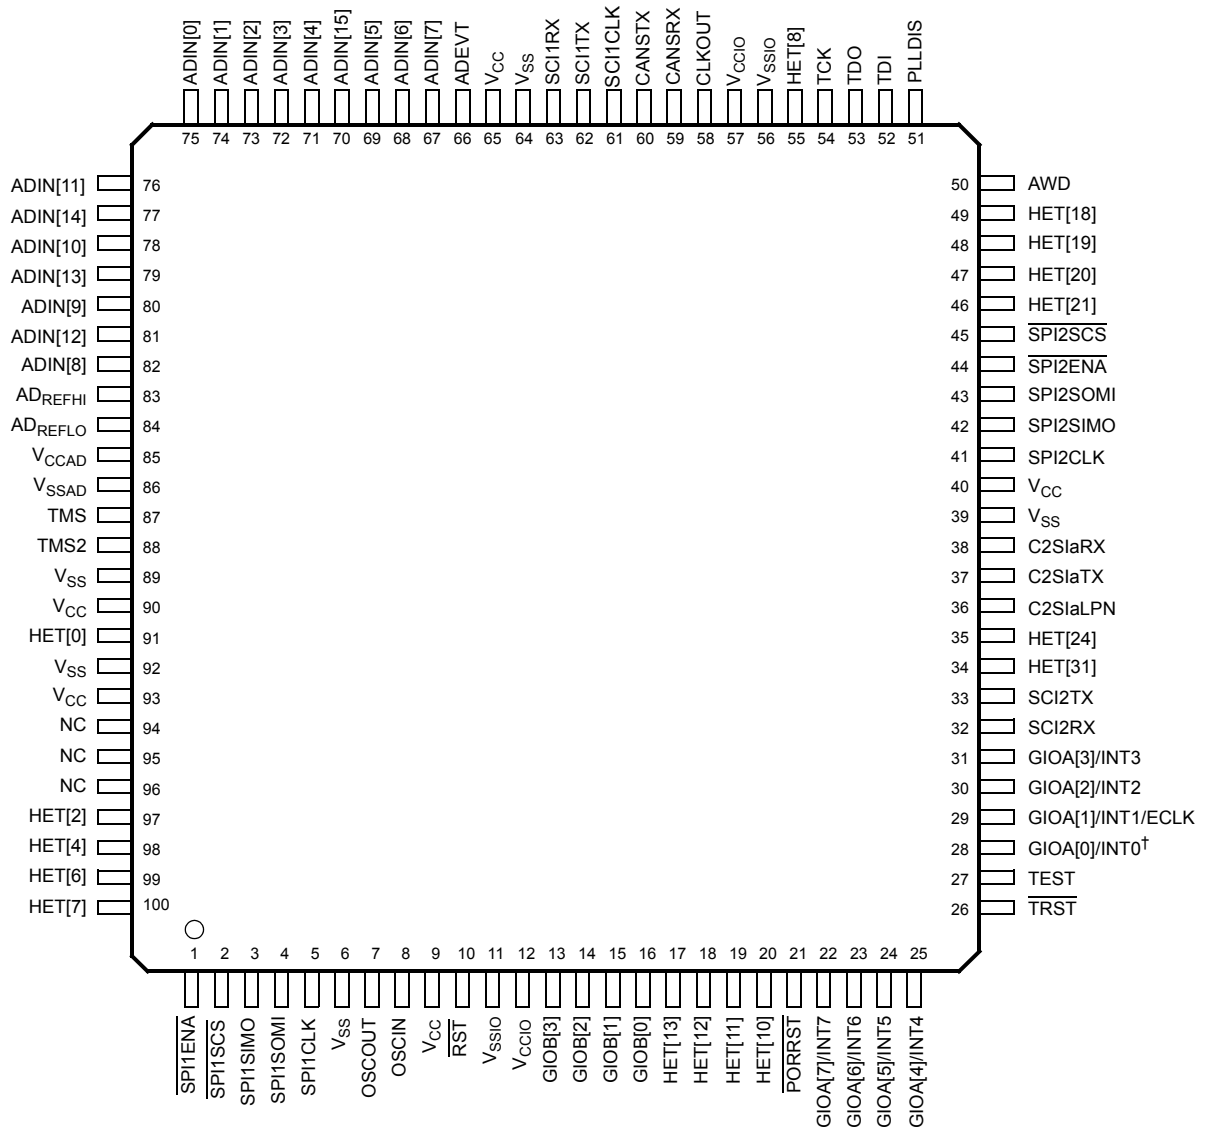 ADIN[0] ADIN[1] ADIN[2] ADIN[3] ADIN[4] ADIN[15] ADIN[5] ADIN[6] ADIN[7] ADEVT VCC VSS SCI1RX SCI1TX SCI1CLK CANSTX CANSRX CLKOUT VCCIO VSSIO HET[8] TCK TDO TDI PLLDIS
75 74 73 72 71 70 69 68 67 66 65 64 63 62 61 60 59 58 57 56 55 54 53 52 51
ADIN[11] 76 50 AWD
ADIN[14] 77 49 HET[18]
ADIN[10] 78 48 HET[19]
ADIN[13] 79 47 HET[20]
ADIN[9] 80 46 HET[21]
ADIN[12] 81 45 SPI2SCS
ADIN[8] 82 44 SPI2ENA
ADREFHI 83 43 SPI2SOMI
ADREFLO 84 42 SPI2SIMO
VCCAD 85 41 SPI2CLK
VSSAD 86 40 VCC
TMS 87 39 VSS
TMS2 88 38 C2SIaRX
VSS 89 37 C2SIaTX
VCC 90 36 C2SIaLPN
HET[0] 91 35 HET[24]
VSS 92 34 HET[31]
VCC 93 33 SCI2TX
NC 94 32 SCI2RX
NC 95 31 GIOA[3]/INT3
NC 96 30 GIOA[2]/INT2
HET[2] 97 29 GIOA[1]/INT1/ECLK
HET[4] 98 28 GIOA[0]/INT0†
HET[6] 99 27 TEST
HET[7] 100 26 TRST
1 2 3 4 5 6 7 8 9 10 11 12 13 14 15 16 17 18 19 20 21 22 23 24 25
SPI1ENA SPI1SCS SPI1SIMO SPI1SOMI SPI1CLK VSS OSCOUT OSCIN VCC RST VSSIO VCCIO GIOB[3] GIOB[2] GIOB[1] GIOB[0] HET[13] HET[12] HET[11] HET[10] PORRST GIOA[7]/INT7 GIOA[6]/INT6 GIOA[5]/INT5 GIOA[4]/INT4